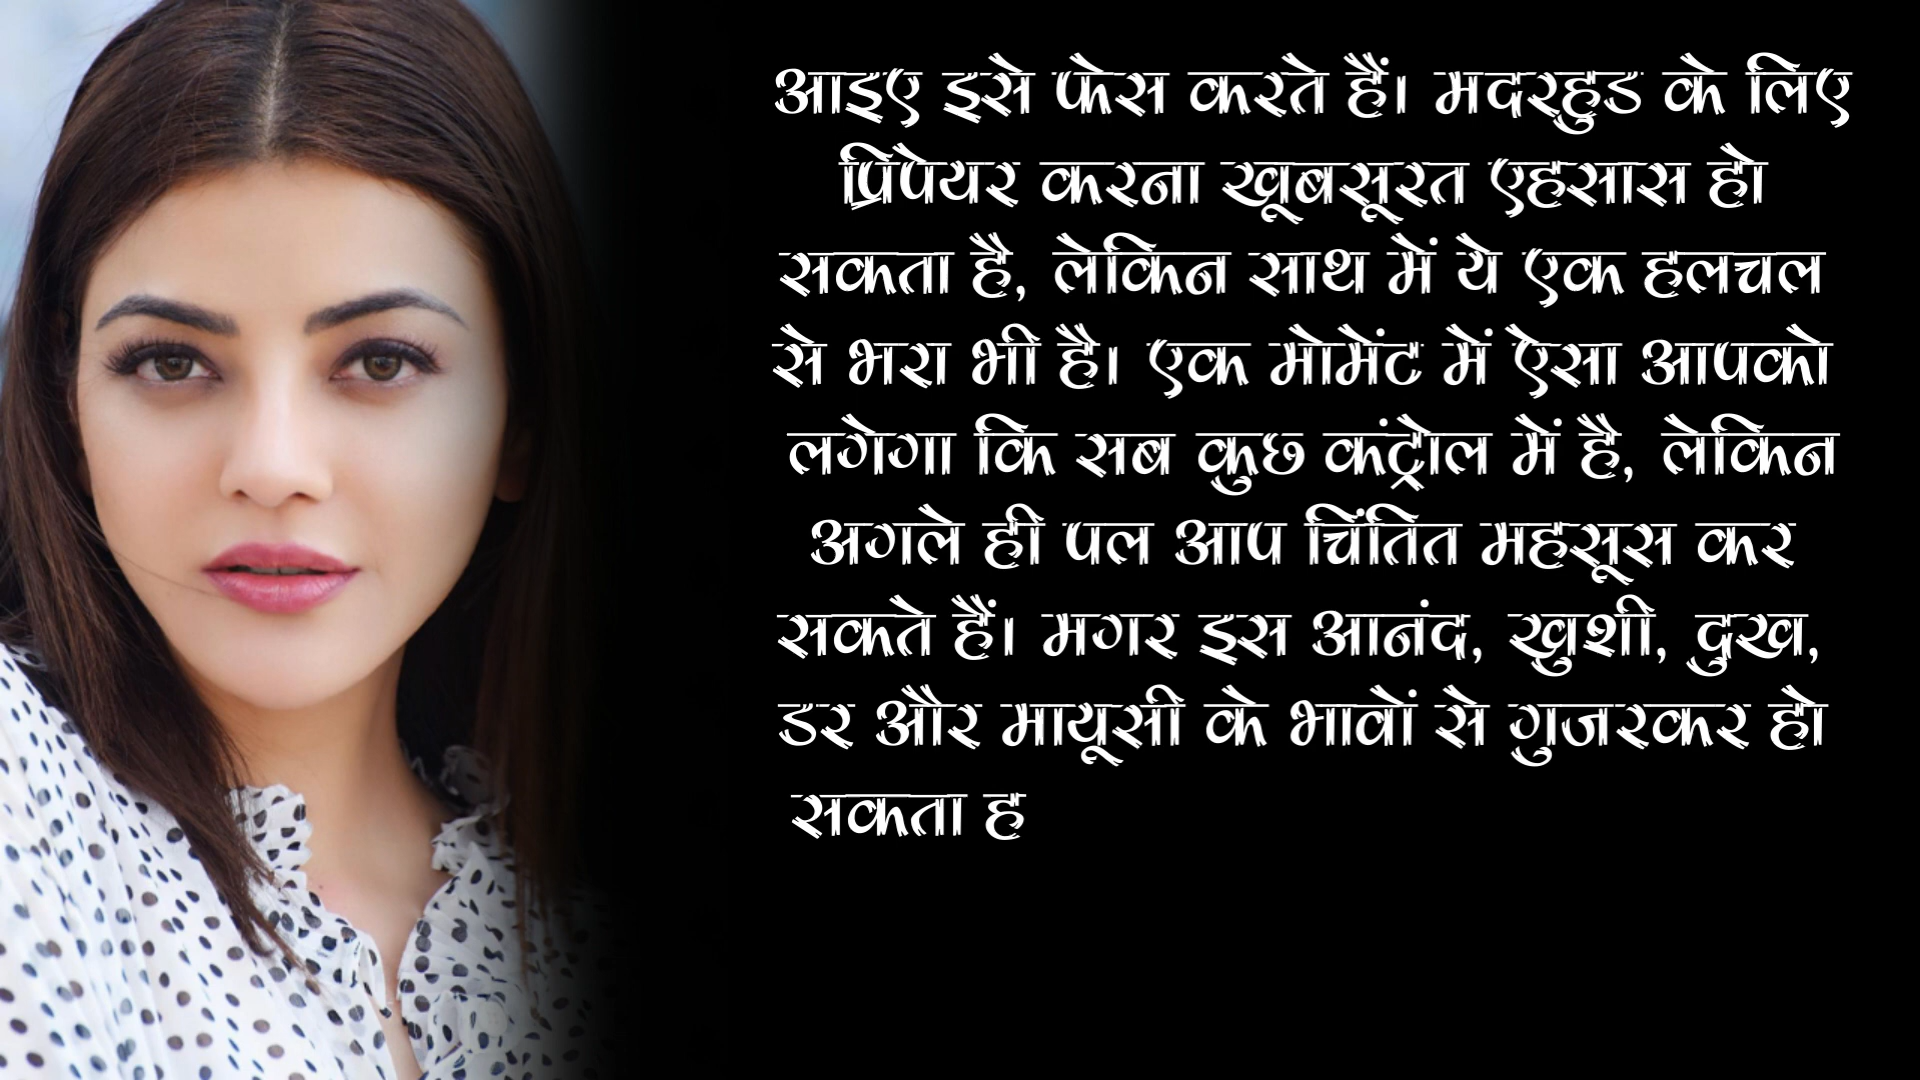 आइए इसे फेस करते हैं। मदरहुड के लिए
प्रिपेयर करना खूबसूरत एहसास हो
सकता है, लेकिन साथ में ये एक हलचल
से भरा भी है। एक मोमेंट में ऐसा आपको
लगेगा कि सब कुछ कंट्रोल में है, लेकिन
अगले ही पल आप चिंतित महसूस कर
सकते हैं। मगर इस आनंद, खुशी, दुख,
डर और मायूसी के भावों से गुजरकर हो
सकता ह